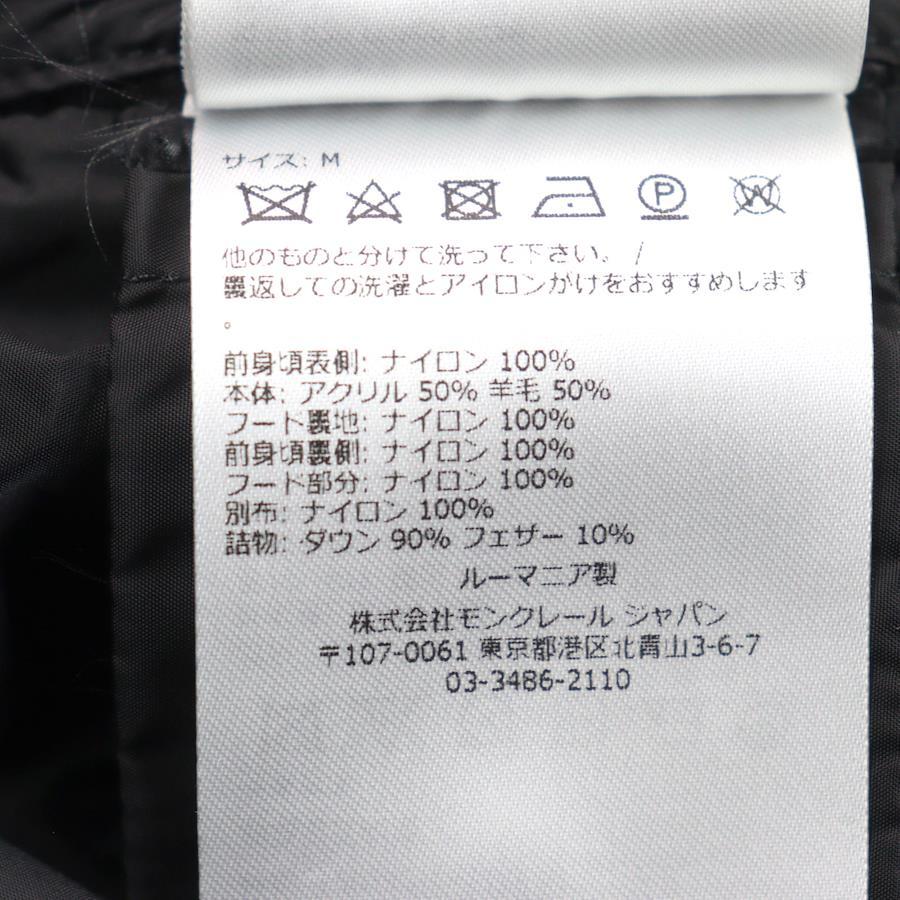 サイズ: M
P
W
他のものと分けて洗って下さい。 /
裏返しての洗濯とアイロンがけをおすすめします
。
前身頃表側: ナイロン 100%
本体: アクリル 50% 羊毛 50%
フード裏地: ナイロン 100%
前身頃裏側: ナイロン 100%
フード部分: ナイロン 100%
別布: ナイロン 100%
詰物: ダウン 90% フェザー 10%
ルーマニア製
株式会社モンクレール ジャパン
〒107-0061 東京都港区北青山3-6-7
03-3486-2110